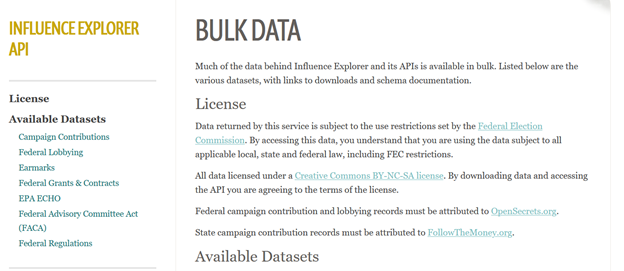 INFLUENCE EXPLORER
API
License
Available Datasets
Campaign Contributions
Federal Lobbying
Earmarks
Federal Grants & Contracts
EPA ECHO
Federal Advisory Committee Act
(FACA)
Federal Regulations
BULK DATA
Much of the data behind Influence Explorer and its APIs is available in bulk. Listed below are the
various datasets, with links to downloads and schema documentation.
License
Data returned by this service is subject to the use restrictions set by the Federal Election
Commission. By accessing this data, you understand that you are using the data subject to all
applicable local, state and federal law, including FEC restrictions.
All data licensed under a Creative Commons BY-NC-SA license. By downloading data and accessing
the API you are agreeing to the terms of the license.
Federal campaign contribution and lobbying records must be attributed to OpenSecrets.org.
State campaign contribution records must be attributed to FollowTheMoney.org.
Available Datasets